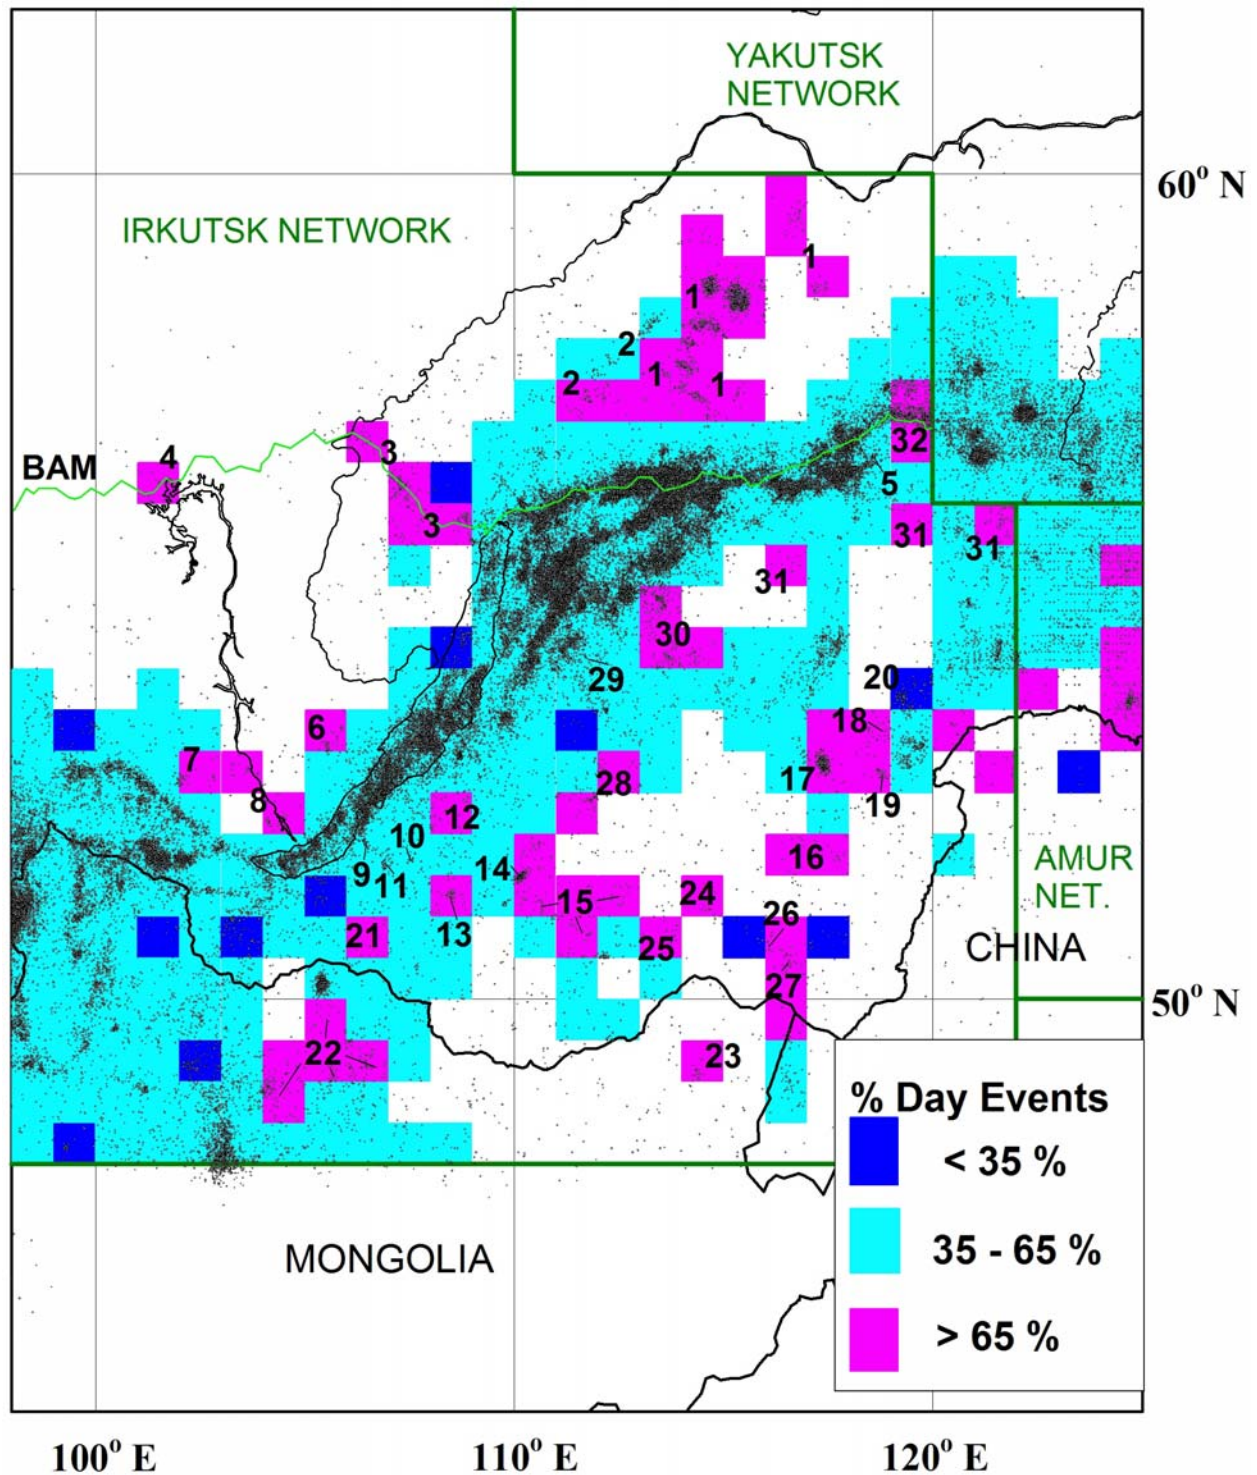 YAKUTSK
NETWORK
60° N
IRKUTSK NETWORK
1
1
2
1
2
1
BAM
4
3
32
5
3
31
31
31
30
29
20
6
18
7
28
17
8
12
19
10
16
AMUR
NET.
9
11
14
15
24
26
13
21
25
CHINA
27
50° N
22
23
% Day Events
< 35 %
35 - 65 %
> 65 %
MONGOLIA
100° E
110° E
120° E